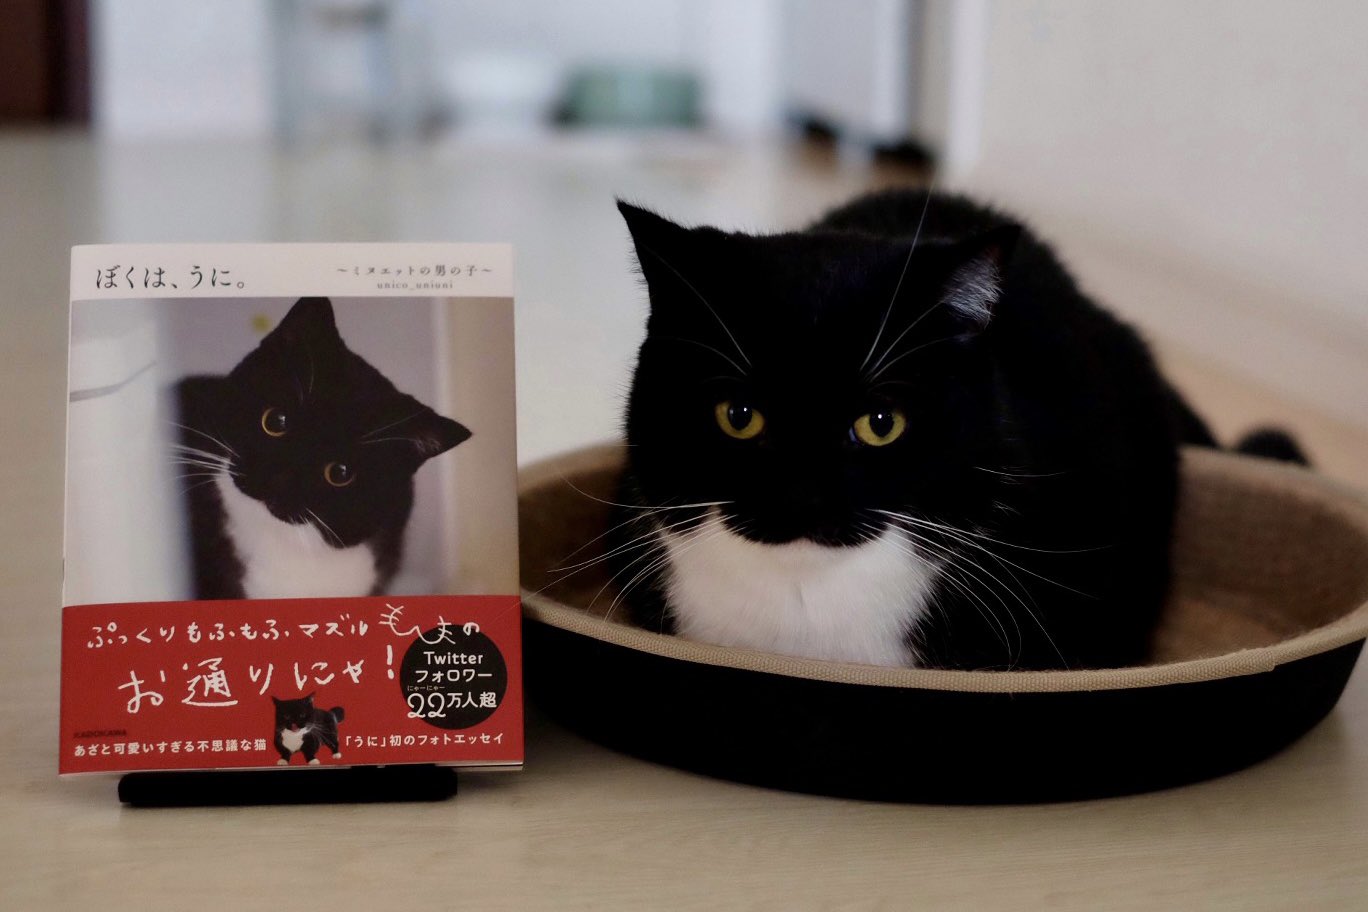 ぼくは、うに。
～ミヌエットの男の子～
unico_uniuni
ぷっくりもふもふマズルもしまの
お通りにゃ!
Twitter
フォロワー
にゃーにゃー
22万人超
KADOKAWA
あざと可愛いすぎる不思議な猫
「うに」初のフォトエッセイ